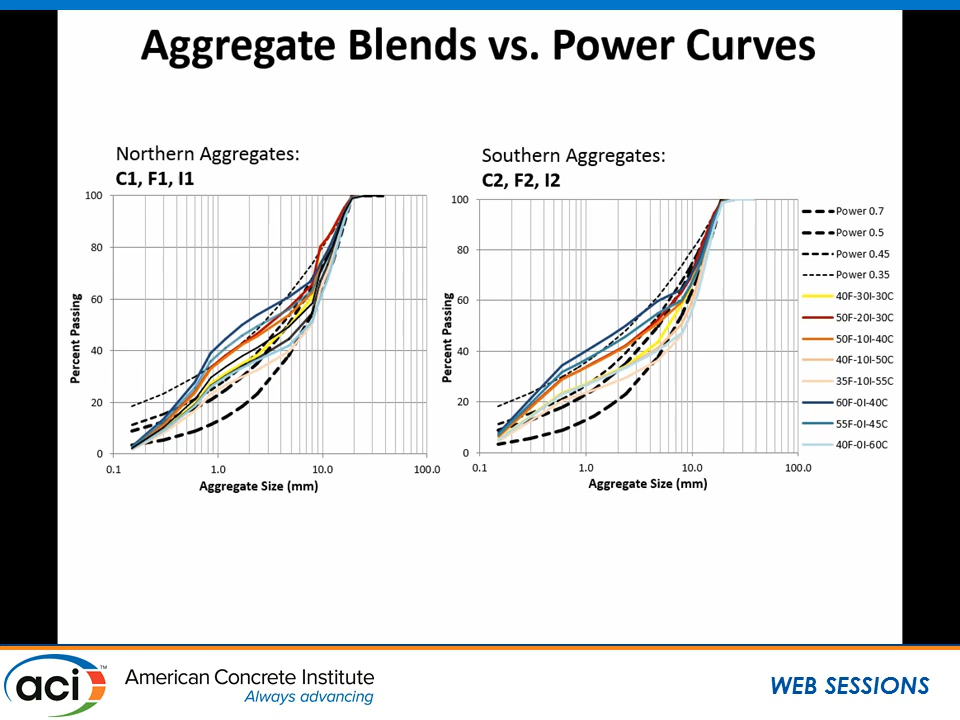 Aggregate Blends vs. Power Curves
Northern Aggregates:
C1, F1, I1
Southern Aggregates:
C2, F2, I2
Percent Passing
100
80
60
40
20
0
0.1
1.0
10.0
100.0
Aggregate Size (mm)
Percent Passing
100
80
60
40
20
0
0.1
1.0
10.0
100.0
Aggregate Size (mm)
Power 0.7
Power 0.5
Power 0.45
Power 0.35
40F-30I-30C
50F-20I-30C
50F-10I-40C
40F-10I-50C
35F-10I-55C
60F-0I-40C
55F-0I-45C
40F-0I-60C
aci™
American Concrete Institute
Always advancing
WEB SESSIONS